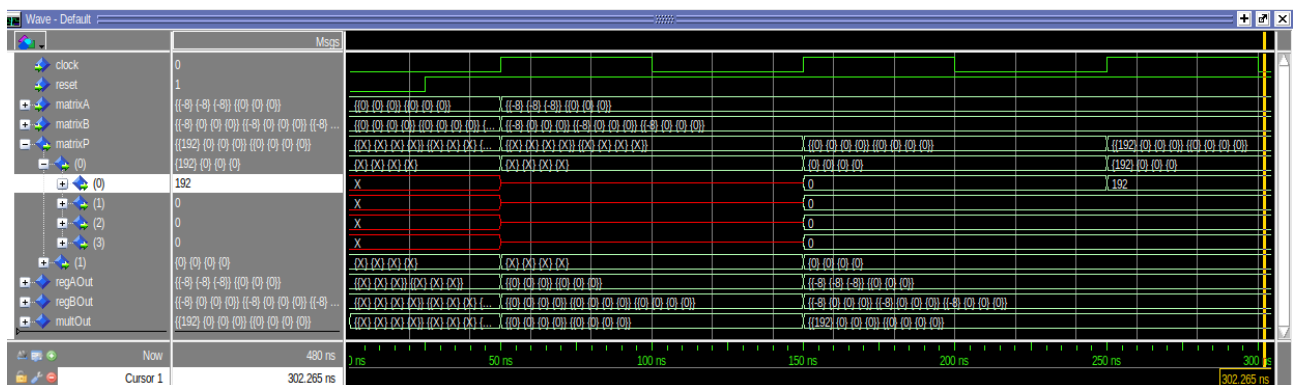 Wave - Default
Msgs
clock 0
reset 1
matrixA {{-8} {-8} {-8}} {{0} {0} {0}} {{0} {0} {0}} {{0} {0} {0}} {{-8} {-8} {-8}} {{0} {0} {0}}
matrixB {{-8} {0} {0} {0}} {{-8} {0} {0} {0}} {{-8} ... {{0} {0} {0} {0}} {{0} {0} {0} {0}} {... {{-8} {0} {0} {0}} {{-8} {0} {0} {0}} {{-8} {0} {0} {0}}
matrixP {{192} {0} {0} {0}} {{0} {0} {0} {0}} {{X} {X} {X} {X}} {{X} {X} {X} {... {{X} {X} {X} {X}} {{X} {X} {X} {X}} {{0} {0} {0} {0}} {{0} {0} {0} {0}} {{192} {0} {0} {0}} {{0} {0} {0} {0}}
(0) {192} {0} {0} {0} {X} {X} {X} {X} {X} {X} {X} {X} {0} {0} {0} {0} {192} {0} {0} {0}
(0) 192 X 0 192
(1) 0 X 0
(2) 0 X 0
(3) 0 X 0
(1) {0} {0} {0} {0} {X} {X} {X} {X} {X} {X} {X} {X} {0} {0} {0} {0}
regAOut {{-8} {-8} {-8}} {{0} {0} {0}} {{X} {X} {X}} {{X} {X} {X}} {{0} {0} {0}} {{0} {0} {0}} {{-8} {-8} {-8}} {{0} {0} {0}}
regBOut {{-8} {0} {0} {0}} {{-8} {0} {0} {0}} {{-8} ... {{X} {X} {X} {X}} {{X} {X} {X} {... {{0} {0} {0} {0}} {{0} {0} {0} {0}} {{0} {0} {0} {0}} {{-8} {0} {0} {0}} {{-8} {0} {0} {0}} {{-8} {0} {0} {0}}
multOut {{192} {0} {0} {0}} {{0} {0} {0} {0}} {{X} {X} {X} {X}} {{X} {X} {X} {... {{0} {0} {0} {0}} {{0} {0} {0} {0}} {{192} {0} {0} {0}} {{0} {0} {0} {0}}
Now 480 ns ns 50 ns 100 ns 150 ns 200 ns 250 ns 300
Cursor 1 302.265 ns 302.265 ns